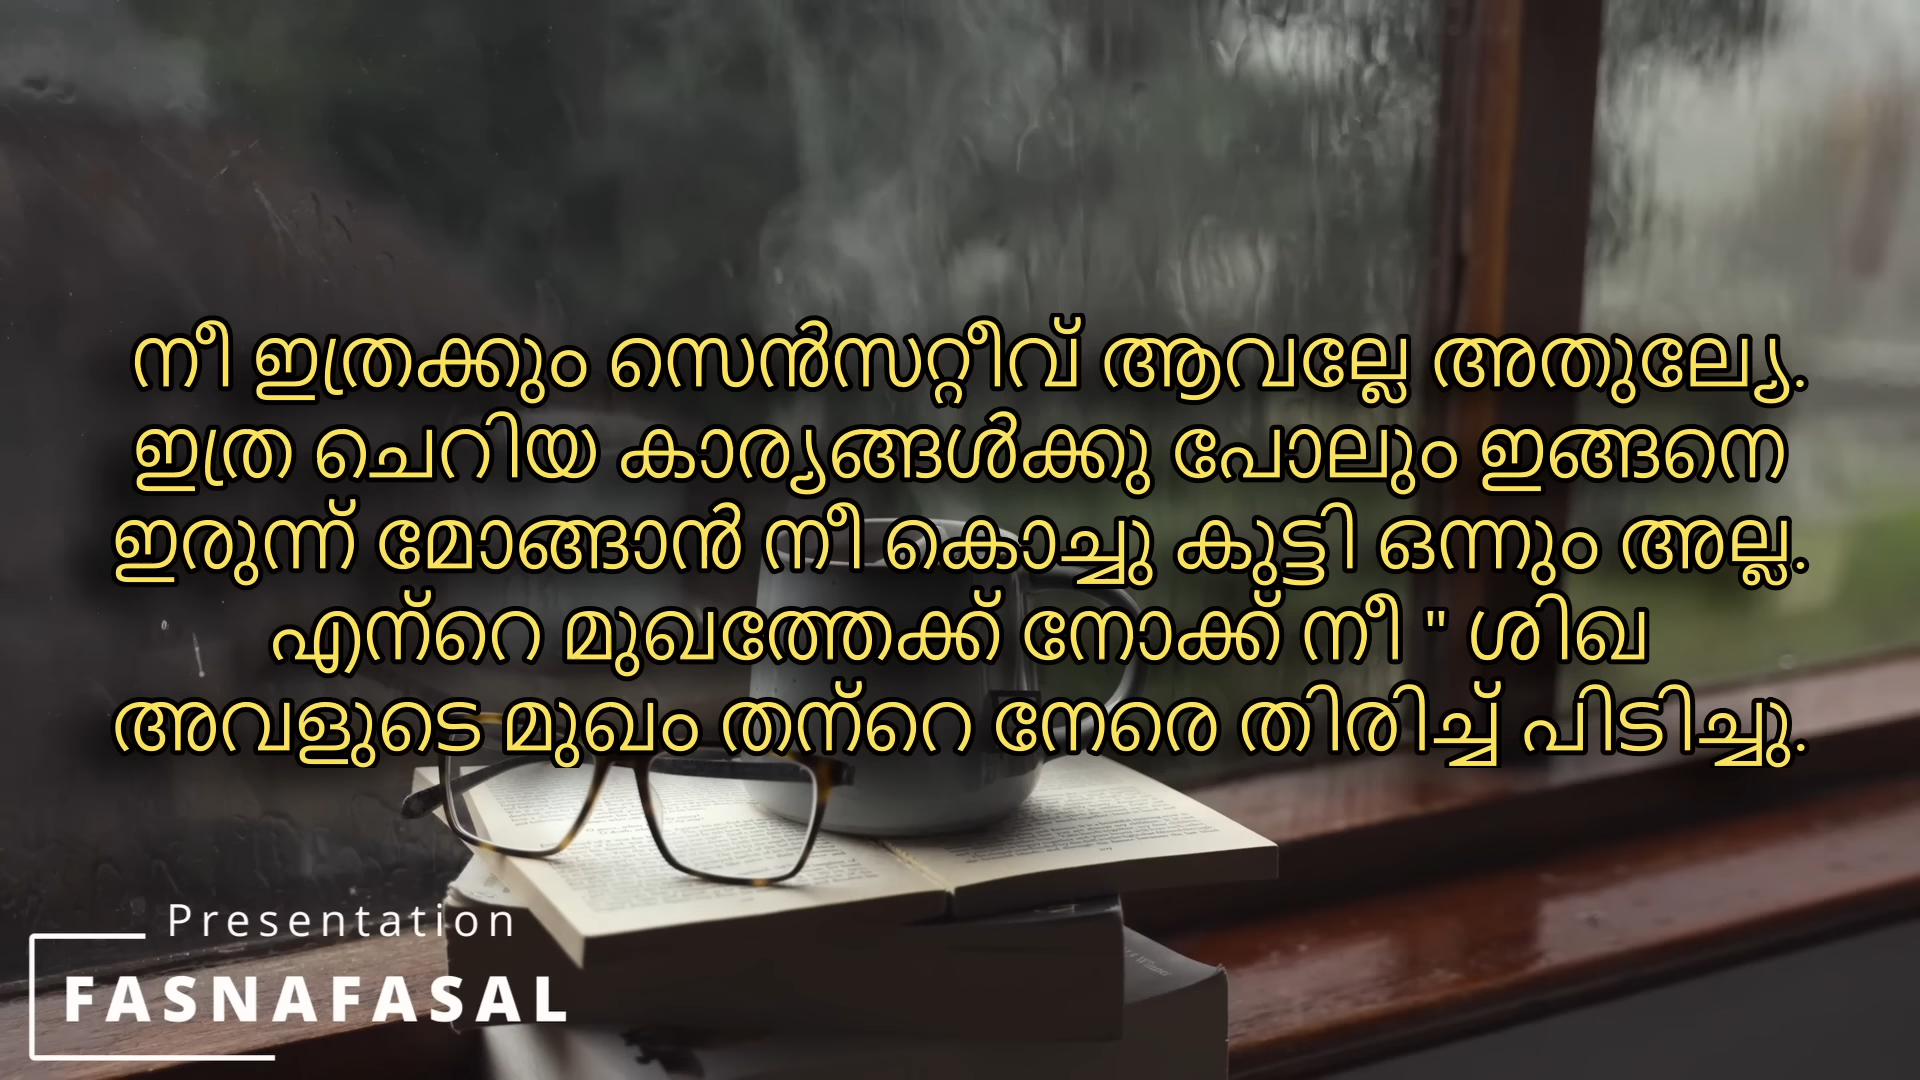 നീ ഇത്രക്കും സെൻസറ്റീവ് ആവല്ലേ അതുല്യേ.
ഇത്ര ചെറിയ കാര്യങ്ങൾക്കു പോലും ഇങ്ങനെ
ഇരുന്ന് മോങ്ങാൻ നീ കൊച്ചു കുട്ടി ഒന്നും അല്ല.
എന്റെ മുഖത്തേക്ക് നോക്ക് നീ " ശിഖ
അവളുടെ മുഖം തന്റെ നേരെ തിരിച്ച് പിടിച്ചു.
Presentation
FASNAFASAL